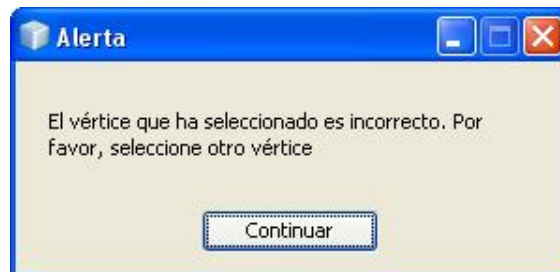 Alerta
El vértice que ha seleccionado es incorrecto. Por
favor, seleccione otro vértice
Continuar